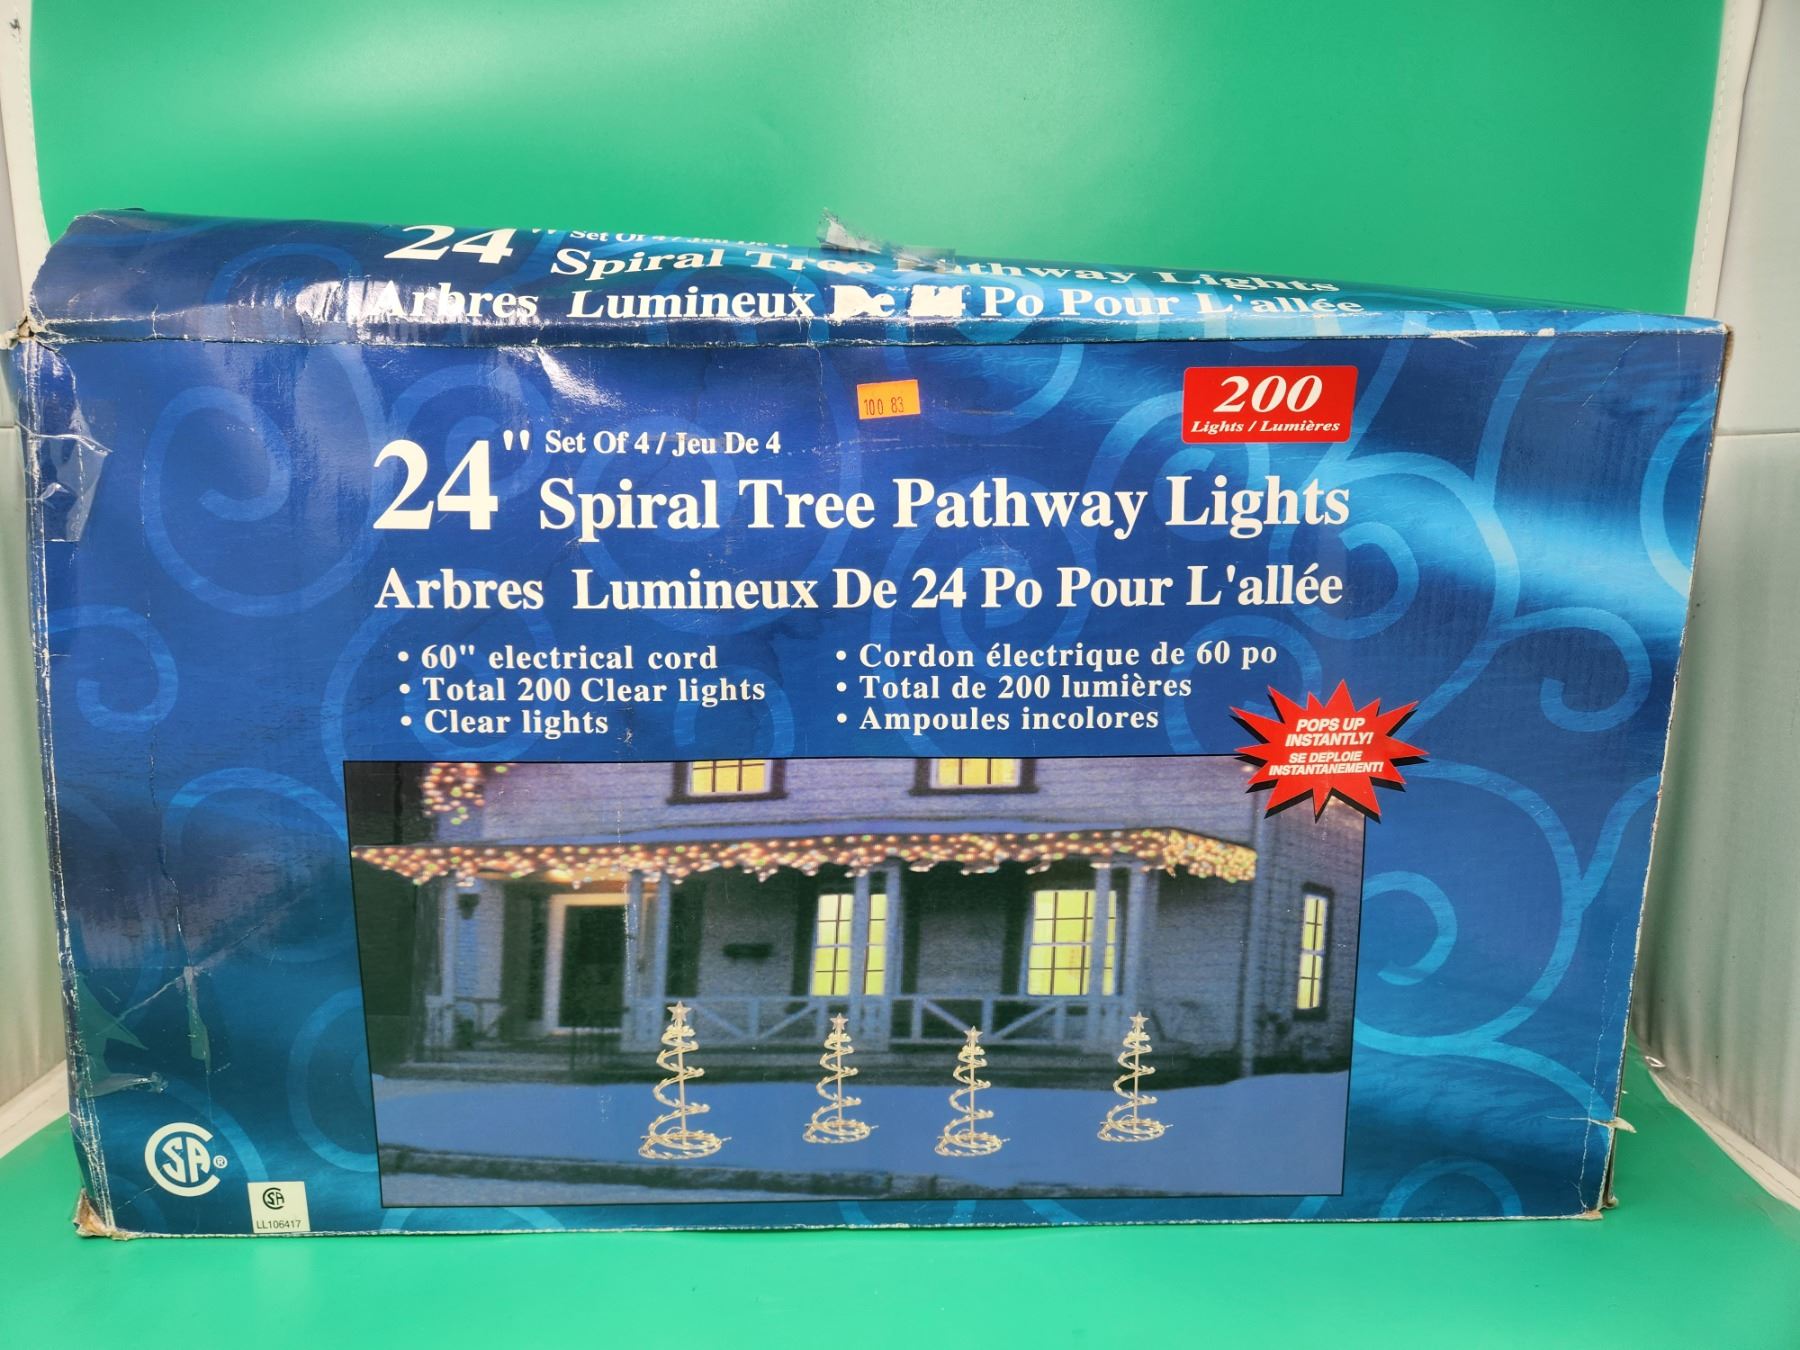 24" Set Of 4 / Jeu De 4
Spiral Tree Pathway Lights
Arbres Lumineux De 24 Po Pour L'allée
100 83
200
Lights / Lumières
24" Set Of 4 / Jeu De 4
Spiral Tree Pathway Lights
Arbres Lumineux De 24 Po Pour L'allée
• 60" electrical cord
• Total 200 Clear lights
• Clear lights
• Cordon électrique de 60 po
• Total de 200 lumières
• Ampoules incolores
POPS UP
INSTANTLY!
SE DEPLOIE
INSTANTANEMENT!
CSA®
CSA
LL106417